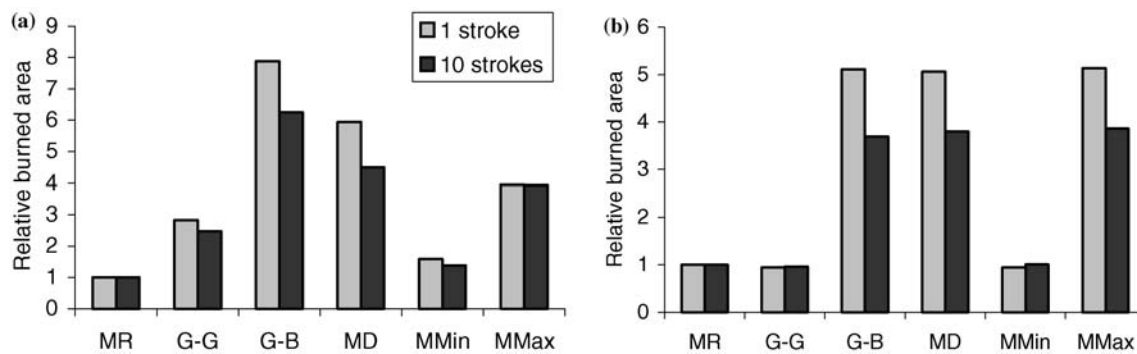 (a)
Relative burned area
9
8
7
6
5
4
3
2
1
0
1 stroke
10 strokes
MR G-G G-B MD MMin MMax
(b)
Relative burned area
6
5
4
3
2
1
0
MR G-G G-B MD MMin MMax